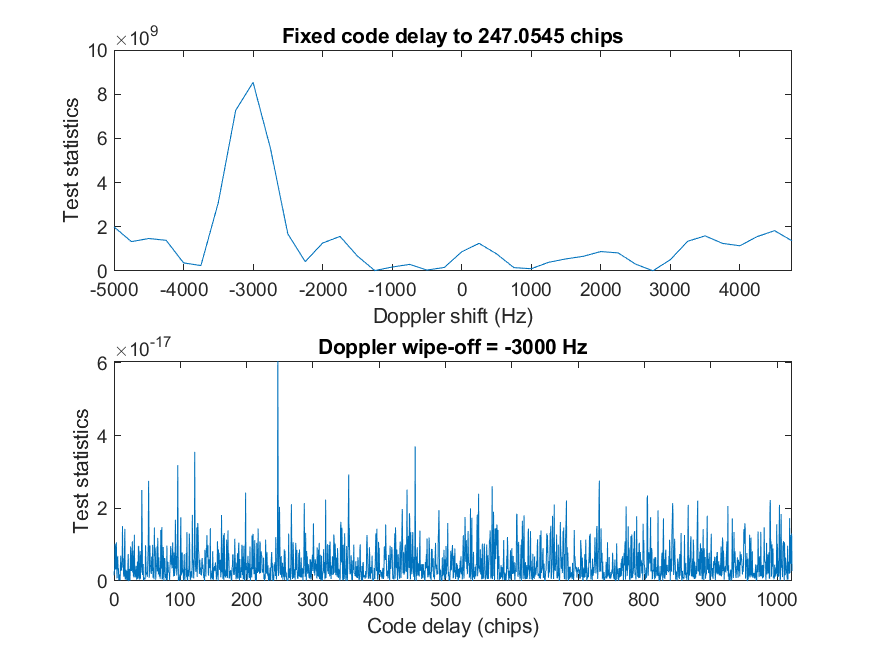 ×10^9
Fixed code delay to 247.0545 chips
10
8
6
4
2
0
Test statistics
-5000 -4000 -3000 -2000 -1000 0 1000 2000 3000 4000
Doppler shift (Hz)
×10^-17
Doppler wipe-off = -3000 Hz
6
4
2
0
Test statistics
0 100 200 300 400 500 600 700 800 900 1000
Code delay (chips)